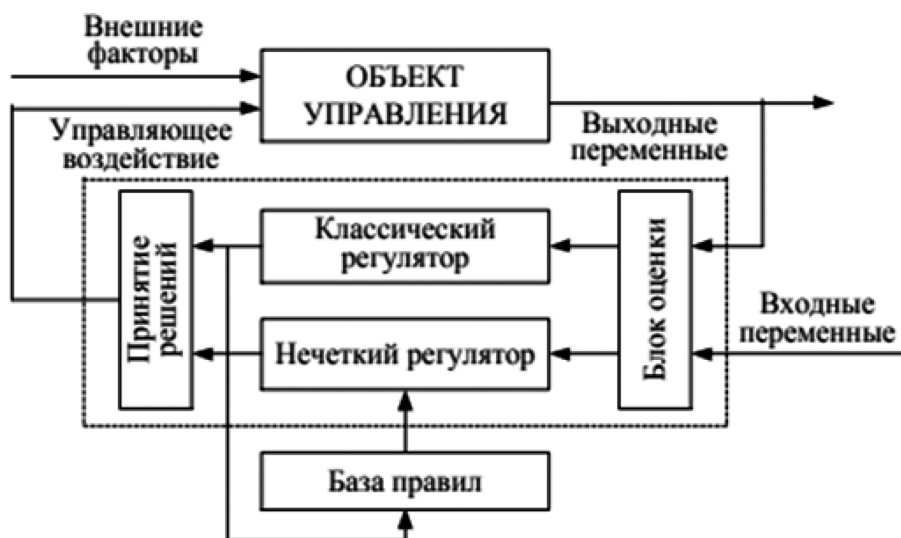 Внешние
факторы
ОБЪЕКТ
УПРАВЛЕНИЯ
Управляющее
воздействие
Выходные
переменные
Принятие
решений
Классический
регулятор
Нечеткий регулятор
Блок оценки
Входные
переменные
База правил